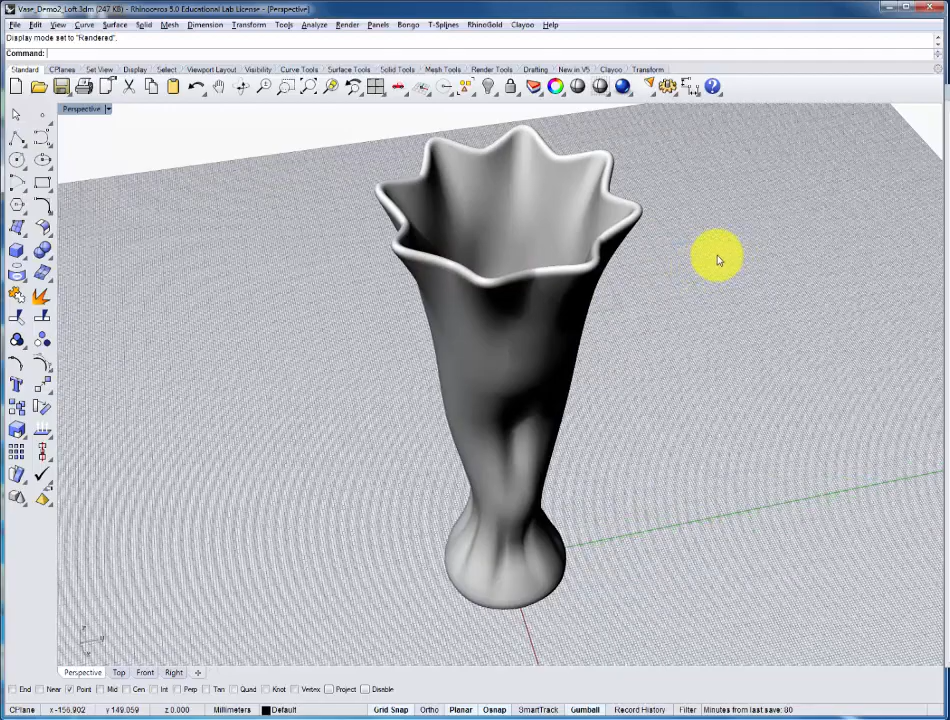 Vase_Demo2_Loft.3dm (247 KB) - Rhinoceros 5.0 Educational Lab License - [Perspective]
File Edit View Curve Surface Solid Mesh Dimension Transform Tools Analyze Render Panels Bongo T-Splines RhinoGold Clayoo Help
Display mode set to "Rendered".
Command:
Standard CPlanes Set View Display Select Viewport Layout Visibility Curve Tools Surface Tools Solid Tools Mesh Tools Render Tools Drafting New in V5 Clayoo Transform
Perspective
z
y
x
Perspective Top Front Right
End Near Point Mid Cen Int Perp Tan Quad Knot Vertex Project Disable
CPlane x -156.902 y 149.059 z 0.000 Millimeters Default Grid Snap Ortho Planar Osnap SmartTrack Gumball Record History Filter Minutes from last save: 80